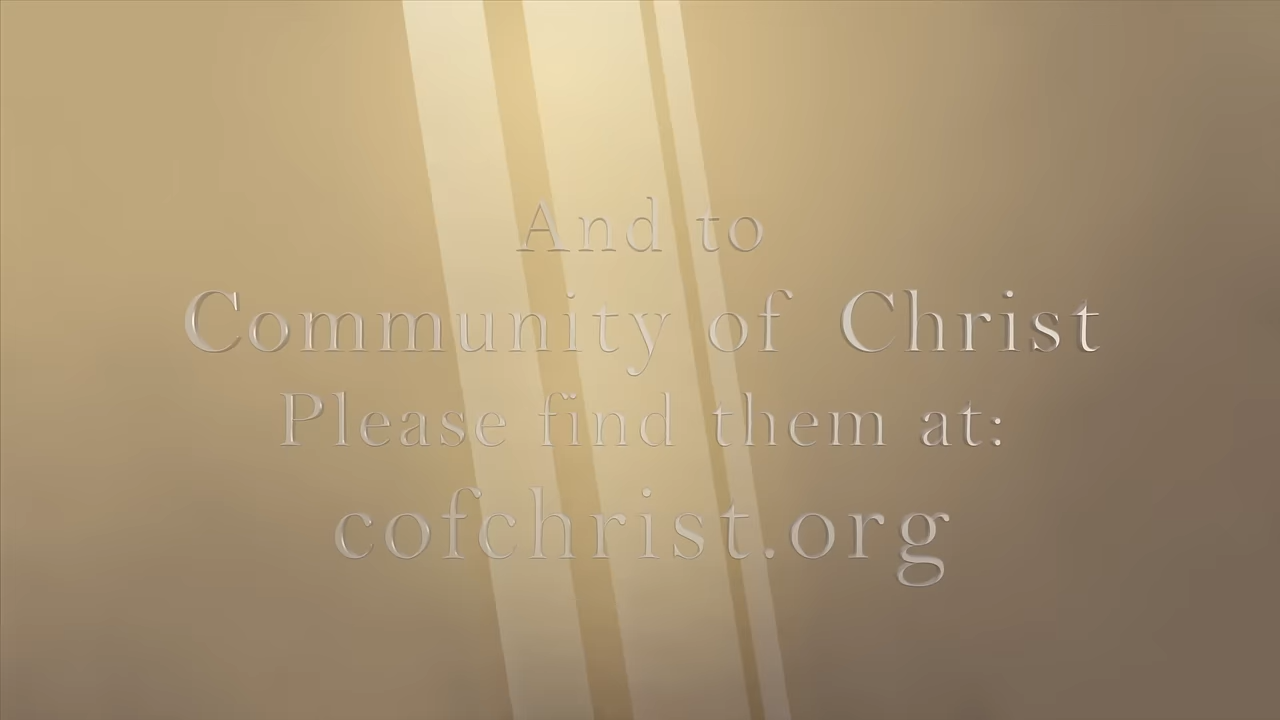 And to
Community of Christ
Please find them at:
cofchrist.org